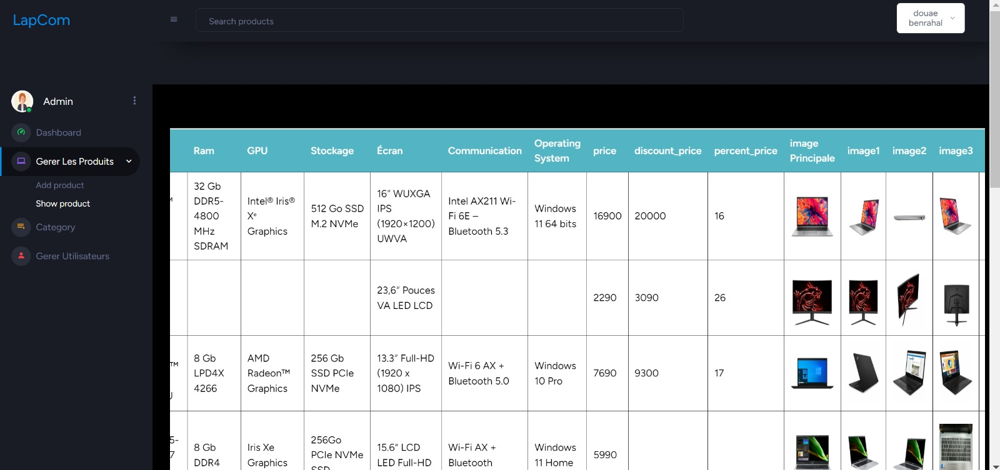 LapCom
Search products
douae
benrahal
Admin
Dashboard
Gerer Les Produits
Add product
Show product
Category
Gerer Utilisateurs
Ram GPU Stockage Écran Communication Operating System price discount_price percent_price image Principale image1 image2 image3
™
32 Gb
DDR5-
4800
MHz
SDRAM
Intel® Iris®
Xᵉ
Graphics
512 Go SSD
M.2 NVMe
16″ WUXGA
IPS
(1920×1200)
UWVA
Intel AX211 Wi-
Fi 6E –
Bluetooth 5.3
Windows
11 64 bits
16900
20000
16
23,6″ Pouces
VA LED LCD
2290
3090
26
™
8 Gb
LPD4X
4266
AMD
Radeon™
Graphics
256 Gb
SSD PCIe
NVMe
13.3″ Full-HD
(1920 x
1080) IPS
Wi-Fi 6 AX +
Bluetooth 5.0
Windows
10 Pro
7690
9300
17
5-
7
8 Gb
DDR4
Iris Xe
Graphics
256Go
PCIe NVMe
SSD
15.6″ LCD
LED Full-HD
Wi-Fi AX +
Bluetooth
Windows
11 Home
5990